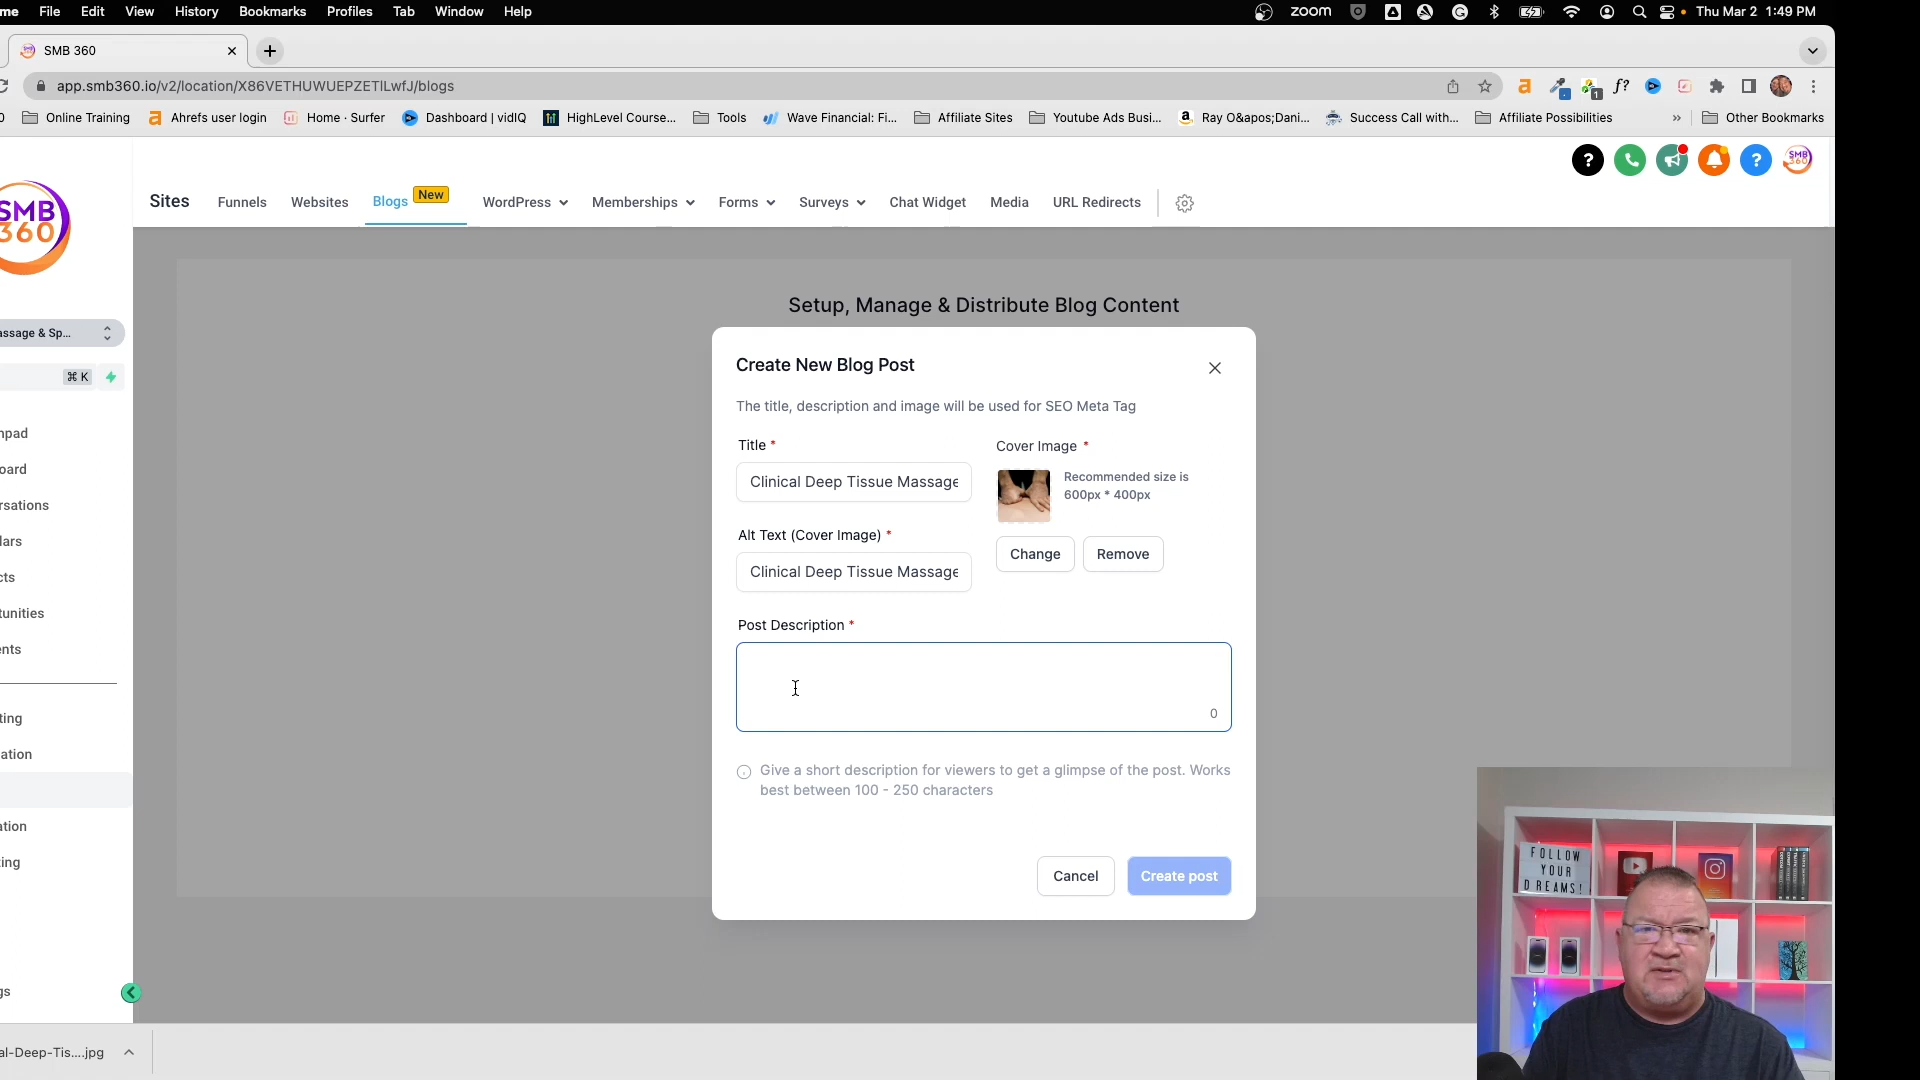 me File Edit View History Bookmarks Profiles Tab Window Help
zoom
Thu Mar 2 1:49 PM
SMB 360
app.smb360.io/v2/location/X86VETHUWUEPZETlLwfJ/blogs
Online Training
Ahrefs user login
Home · Surfer
Dashboard | vidIQ
HighLevel Course...
Tools
Wave Financial: Fi...
Affiliate Sites
Youtube Ads Busi...
Ray O&apos;Dani...
Success Call with...
Affiliate Possibilities
»
Other Bookmarks
SMB
360
Sites Funnels Websites Blogs New WordPress Memberships Forms Surveys Chat Widget Media URL Redirects
SMB
360
assage & Sp...
⌘ K
npad
oard
rsations
lars
cts
tunities
ents
ting
ation
ation
ting
gs
Setup, Manage & Distribute Blog Content
Create New Blog Post
The title, description and image will be used for SEO Meta Tag
Title *
Clinical Deep Tissue Massage
Cover Image *
Recommended size is
600px * 400px
Change Remove
Alt Text (Cover Image) *
Clinical Deep Tissue Massage
Post Description *
0
Give a short description for viewers to get a glimpse of the post. Works
best between 100 - 250 characters
Cancel Create post
al-Deep-Tis....jpg
FOLLOW
YOUR
DREAMS!